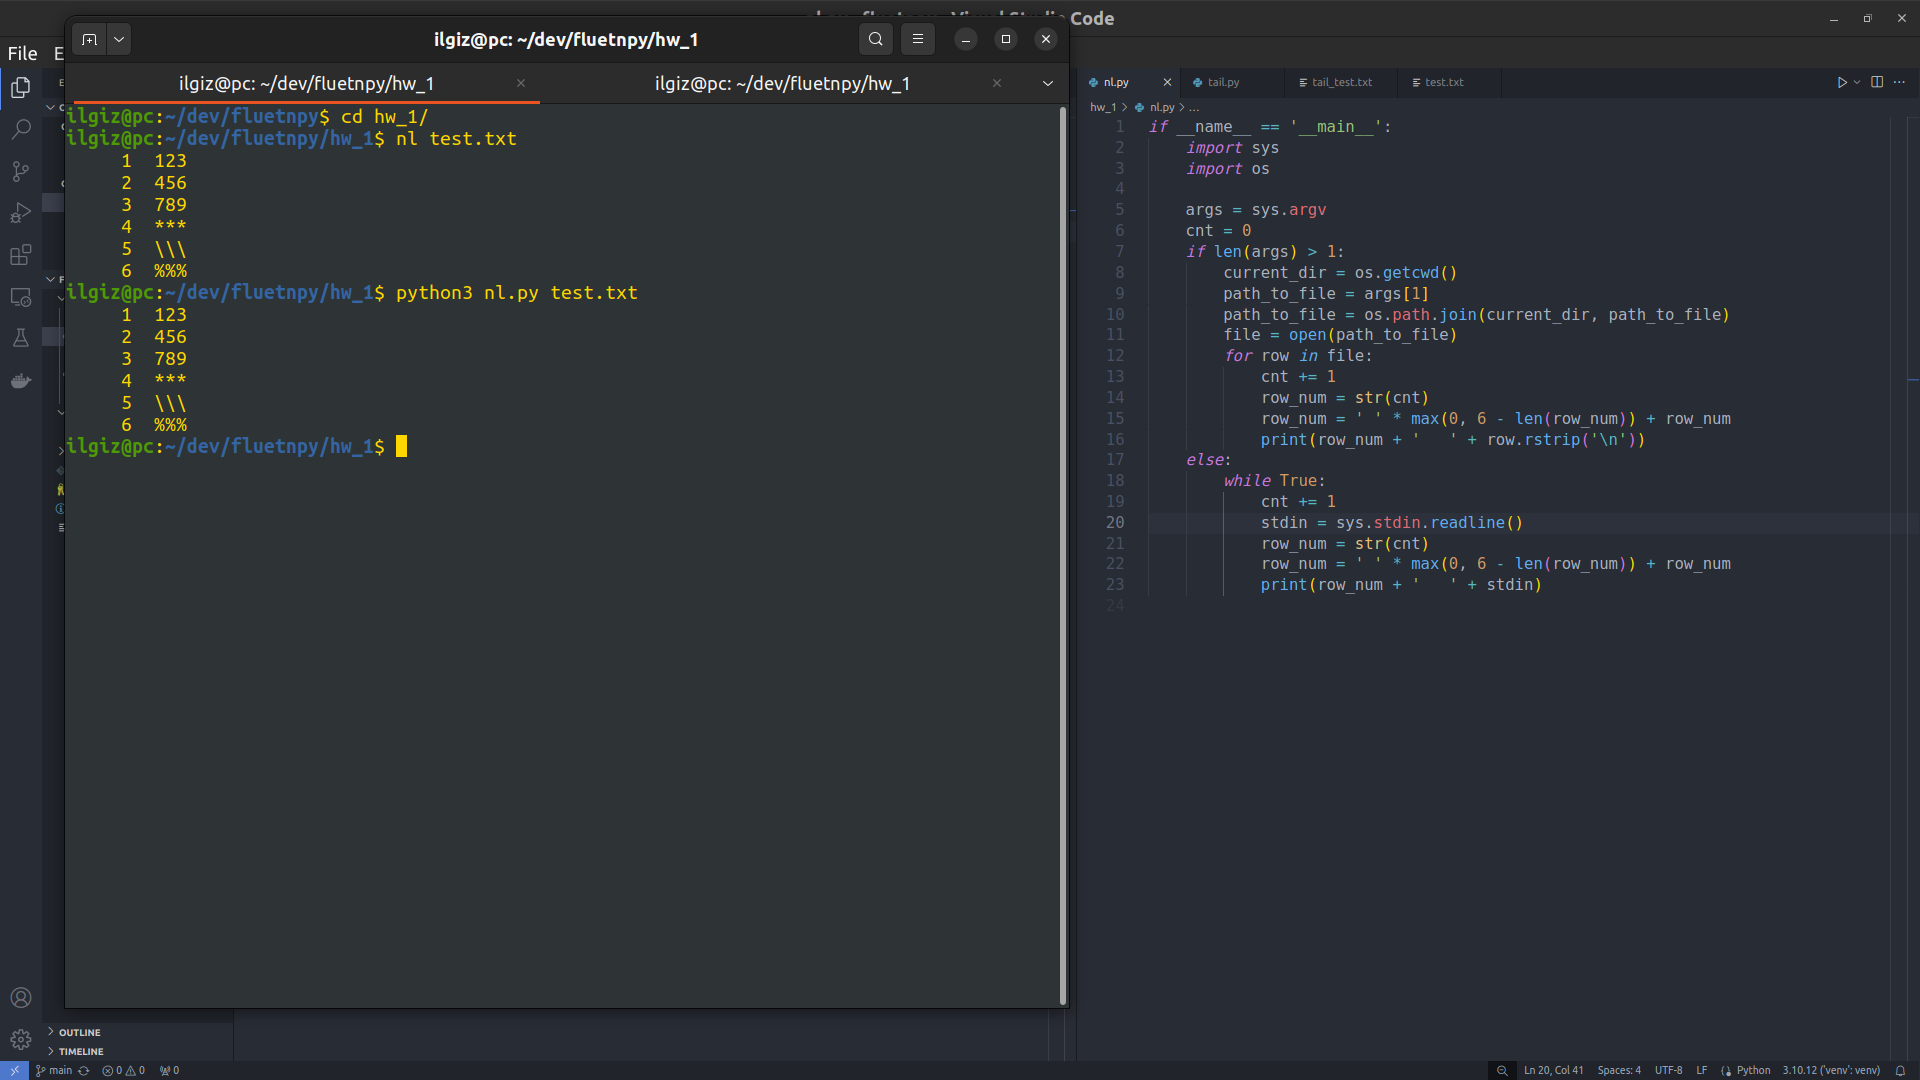 Code
File
ilgiz@pc: ~/dev/fluetnpy/hw_1
ilgiz@pc: ~/dev/fluetnpy/hw_1
ilgiz@pc: ~/dev/fluetnpy/hw_1
ilgiz@pc:~/dev/fluetnpy$ cd hw_1/
ilgiz@pc:~/dev/fluetnpy/hw_1$ nl test.txt
1 123
2 456
3 789
4 ***
5 \\\
6 %%%
ilgiz@pc:~/dev/fluetnpy/hw_1$ python3 nl.py test.txt
1 123
2 456
3 789
4 ***
5 \\\
6 %%%
ilgiz@pc:~/dev/fluetnpy/hw_1$
nl.py
tail.py
tail_test.txt
test.txt
hw_1 > nl.py > ...
1 if __name__ == '__main__':
2 import sys
3 import os
4
5 args = sys.argv
6 cnt = 0
7 if len(args) > 1:
8 current_dir = os.getcwd()
9 path_to_file = args[1]
10 path_to_file = os.path.join(current_dir, path_to_file)
11 file = open(path_to_file)
12 for row in file:
13 cnt += 1
14 row_num = str(cnt)
15 row_num = ' ' * max(0, 6 - len(row_num)) + row_num
16 print(row_num + '  ' + row.rstrip('\n'))
17 else:
18 while True:
19 cnt += 1
20 stdin = sys.stdin.readline()
21 row_num = str(cnt)
22 row_num = ' ' * max(0, 6 - len(row_num)) + row_num
23 print(row_num + '  ' + stdin)
24
OUTLINE
TIMELINE
main 0 0 0
Ln 20, Col 41 Spaces: 4 UTF-8 LF Python 3.10.12 ('venv': venv)